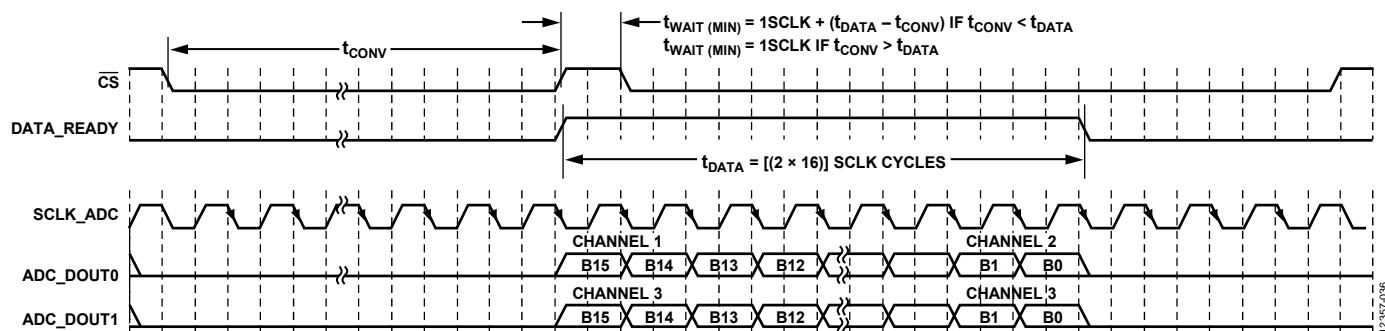 tWAIT (MIN) = 1SCLK + (tDATA – tCONV) IF tCONV < tDATA
tWAIT (MIN) = 1SCLK IF tCONV > tDATA
tCONV
CS
DATA_READY
tDATA = [(2 × 16)] SCLK CYCLES
SCLK_ADC
CHANNEL 1 CHANNEL 2
ADC_DOUT0 B15 B14 B13 B12 B1 B0
CHANNEL 3 CHANNEL 3
ADC_DOUT1 B15 B14 B13 B12 B1 B0